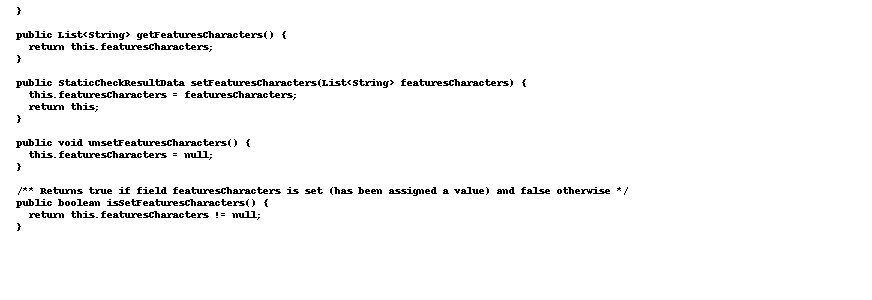 }
public List<String> getFeaturesCharacters() {
return this.featuresCharacters;
}
public StaticCheckResultData setFeaturesCharacters(List<String> featuresCharacters) {
this.featuresCharacters = featuresCharacters;
return this;
}
public void unsetFeaturesCharacters() {
this.featuresCharacters = null;
}
/** Returns true if field featuresCharacters is set (has been assigned a value) and false otherwise */
public boolean isSetFeaturesCharacters() {
return this.featuresCharacters != null;
}